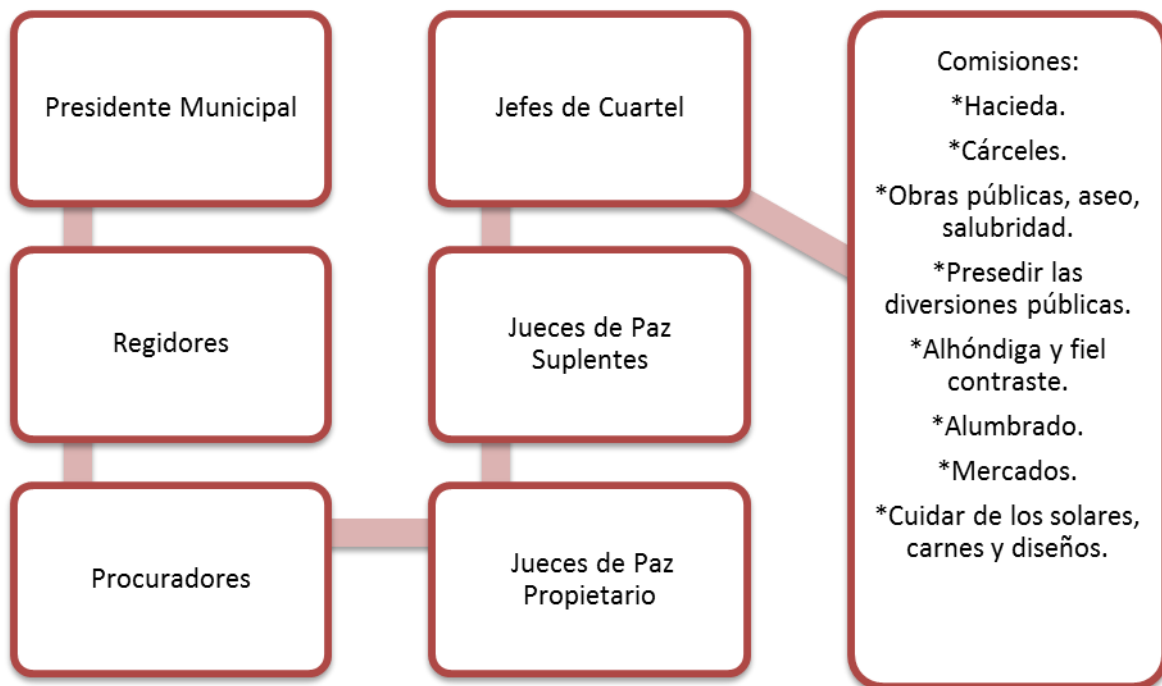 Presidente Municipal
Regidores
Procuradores
Jueces de Paz
Propietario
Jueces de Paz
Suplentes
Jefes de Cuartel
Comisiones:
*Hacieda.
*Cárceles.
*Obras públicas, aseo,
salubridad.
*Presedir las
diversiones públicas.
*Alhóndiga y fiel
contraste.
*Alumbrado.
*Mercados.
*Cuidar de los solares,
carnes y diseños.